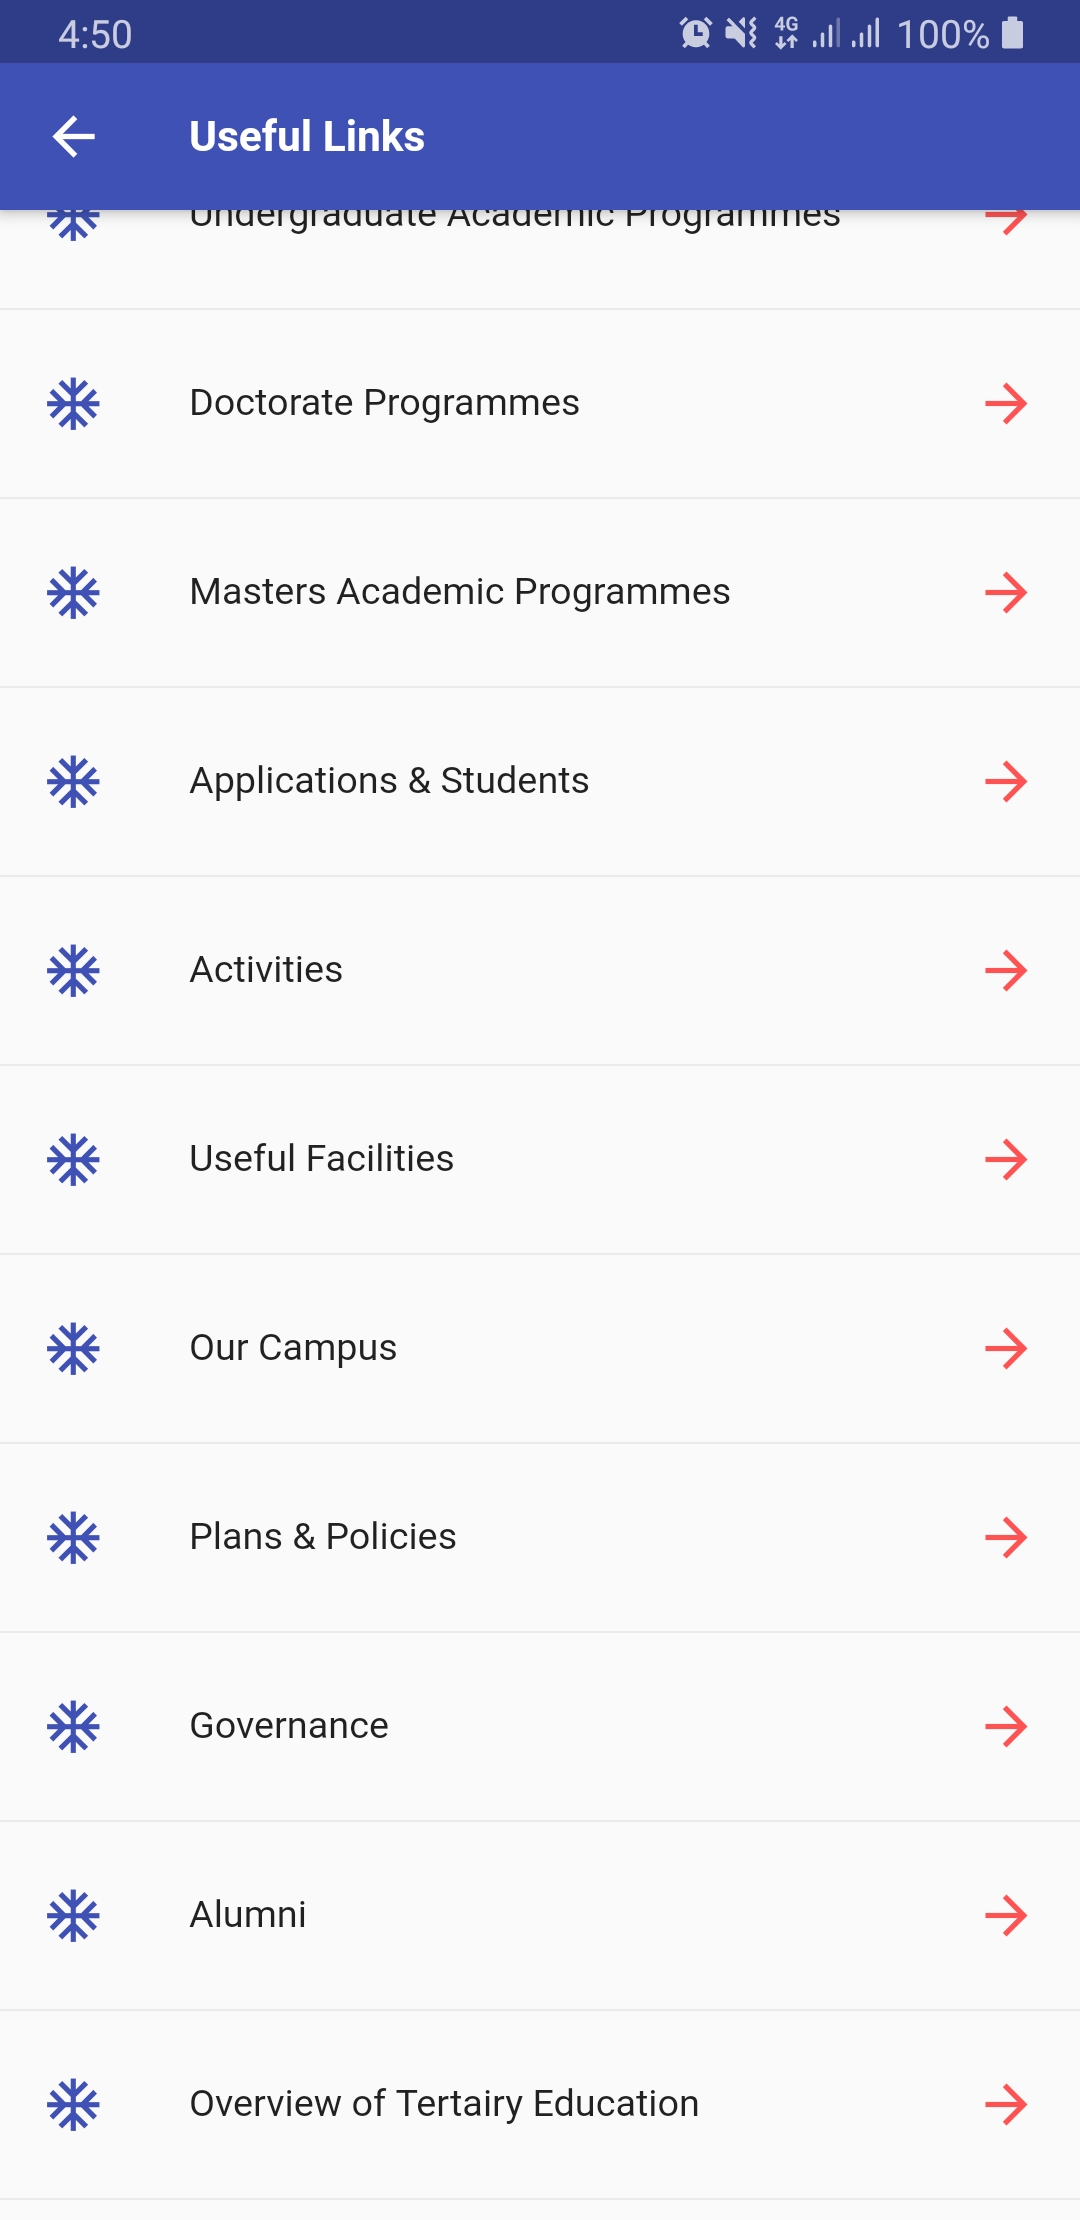 4:50
4G
100%
Useful Links
Undergraduate Academic Programmes
Doctorate Programmes
Masters Academic Programmes
Applications & Students
Activities
Useful Facilities
Our Campus
Plans & Policies
Governance
Alumni
Overview of Tertairy Education